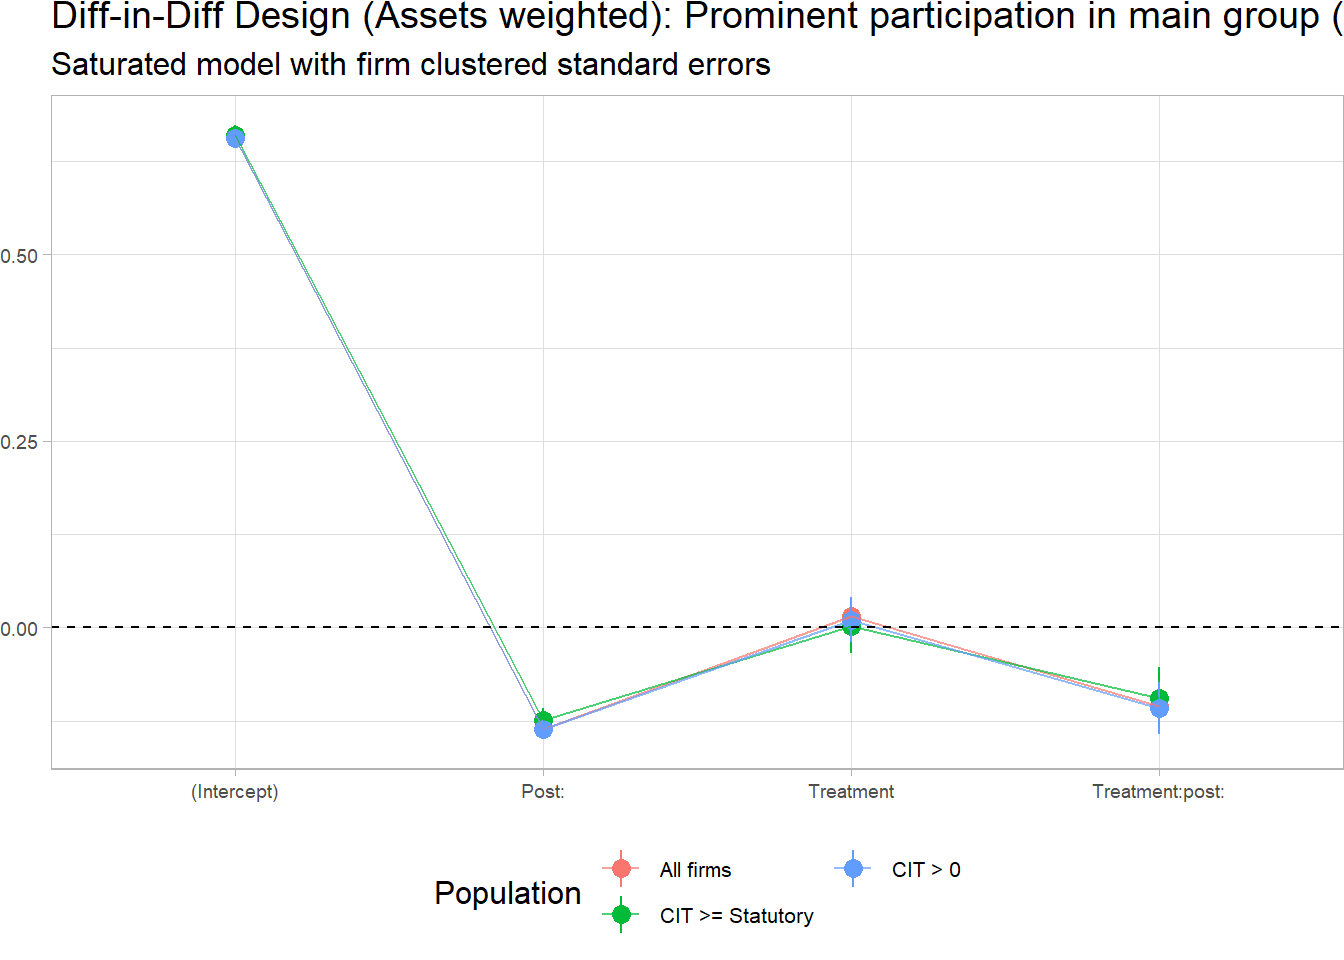 Diff-in-Diff Design (Assets weighted): Prominent participation in main group (
Saturated model with firm clustered standard errors
0.50
0.25
0.00
(Intercept)
Post:
Treatment
Treatment:post:
Population
All firms
CIT > 0
CIT >= Statutory